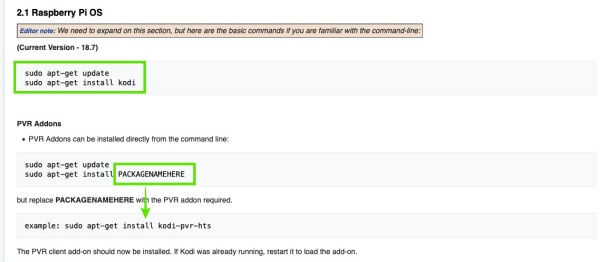 2.1 Raspberry Pi OS
Editor note: We need to expand on this section, but here are the basic commands if you are familiar with the command-line:
(Current Version - 18.7)
sudo apt-get update
sudo apt-get install kodi
PVR Addons
• PVR Addons can be installed directly from the command line:
sudo apt-get update
sudo apt-get install PACKAGENAMEHERE
but replace PACKAGENAMEHERE with the PVR addon required.
example: sudo apt-get install kodi-pvr-hts
The PVR client add-on should now be installed. If Kodi was already running, restart it to load the add-on.